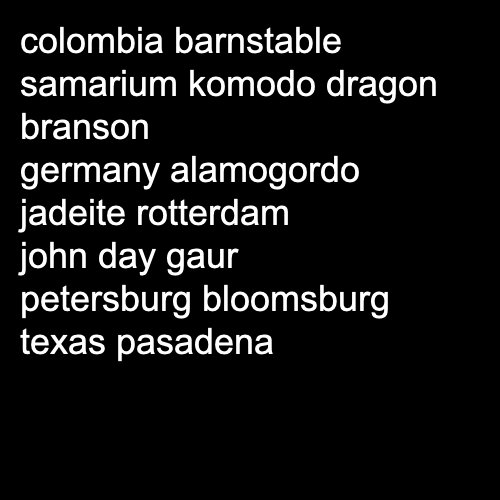 colombia barnstable
samarium komodo dragon
branson
germany alamogordo
jadeite rotterdam
john day gaur
petersburg bloomsburg
texas pasadena